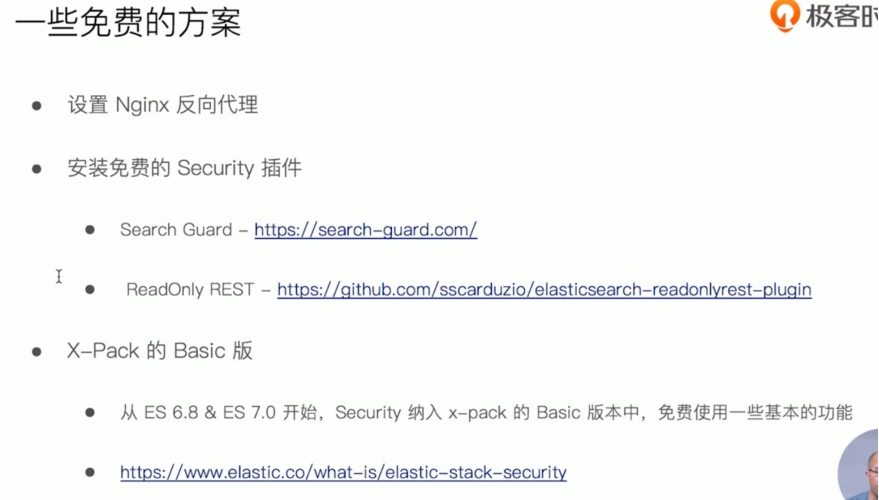 一些免费的方案
极客时
设置 Nginx 反向代理
安装免费的 Security 插件
Search Guard – https://search-guard.com/
ReadOnly REST – https://github.com/sscarduzio/elasticsearch-readonlyrest-plugin
X-Pack 的 Basic 版
从 ES 6.8 & ES 7.0 开始，Security 纳入 x-pack 的 Basic 版本中，免费使用一些基本的功能
https://www.elastic.co/what-is/elastic-stack-security